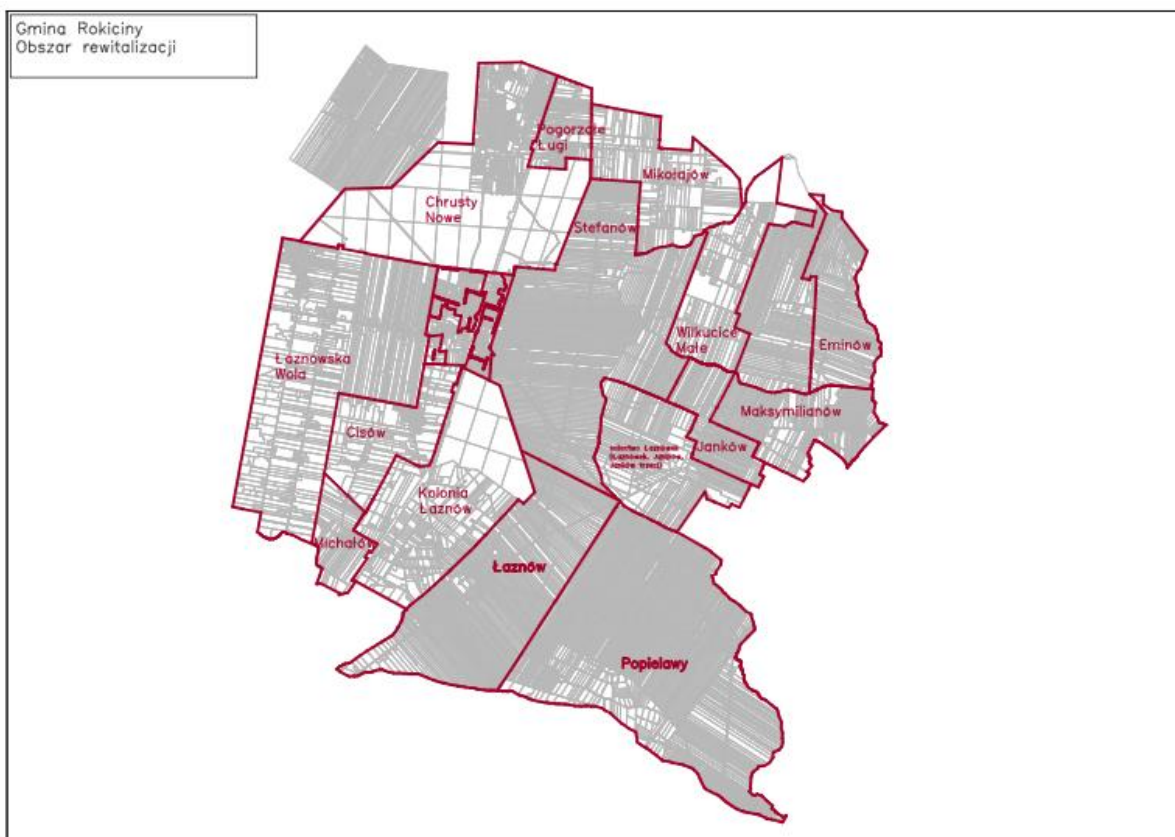 Gmina Rokiciny
Obszar rewitalizacji
Pogorzałe
Ługi
Mikołajów
Chrusty
Nowe
Stefanów
Wilkucice
Małe
Eminów
Łaznowska
Wola
Maksymilianów
Cisów
Janków
Kolonia
Łaznów
Michałów
Łaznów
Popielawy